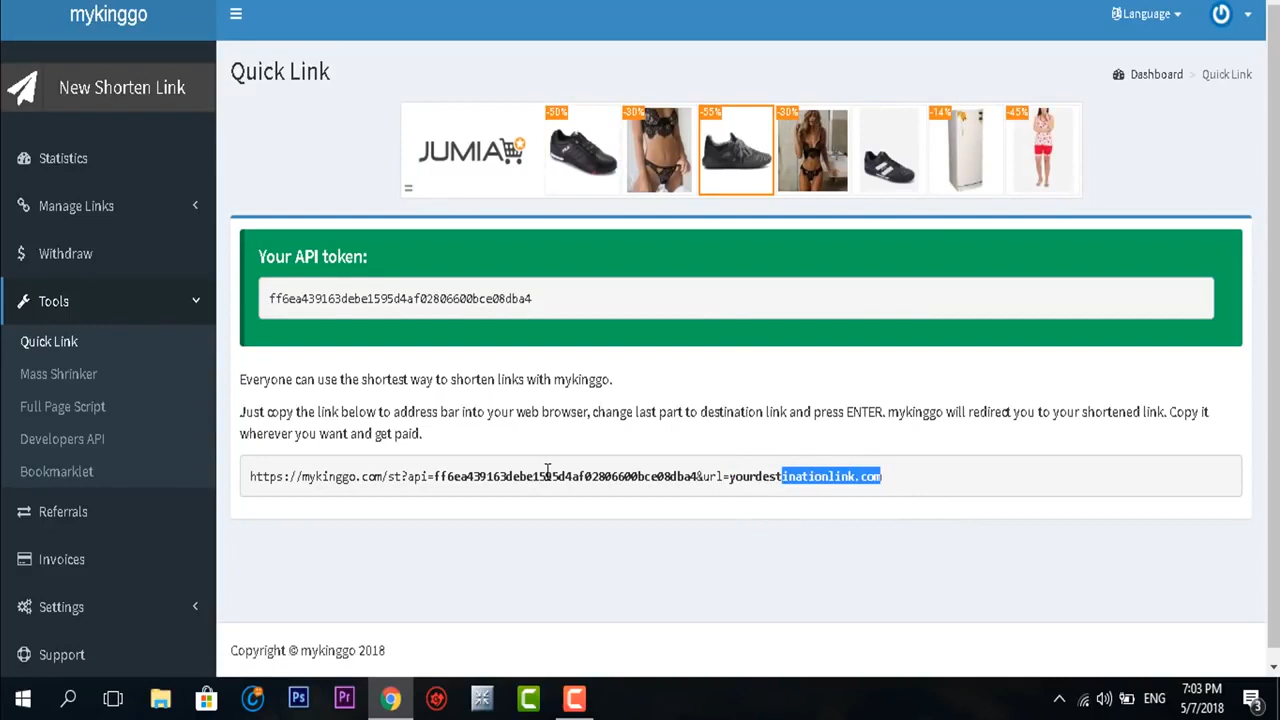 mykinggo
Language
New Shorten Link
Quick Link
Dashboard > Quick Link
JUMIA
-50%
-30%
-55%
-30%
-14%
-45%
Statistics
Manage Links
$ Withdraw
Tools
Quick Link
Mass Shrinker
Full Page Script
Developers API
Bookmarklet
Referrals
Invoices
Settings
Support
Your API token:
ff6ea439163debe1595d4af02806600bce08dba4
Everyone can use the shortest way to shorten links with mykinggo.
Just copy the link below to address bar into your web browser, change last part to destination link and press ENTER. mykinggo will redirect you to your shortened link. Copy it
wherever you want and get paid.
https://mykinggo.com/st?api=ff6ea439163debe1595d4af02806600bce08dba4&url=yourdestinationlink.com
Copyright © mykinggo 2018
Ps
Pr
ENG
7:03 PM
5/7/2018
3